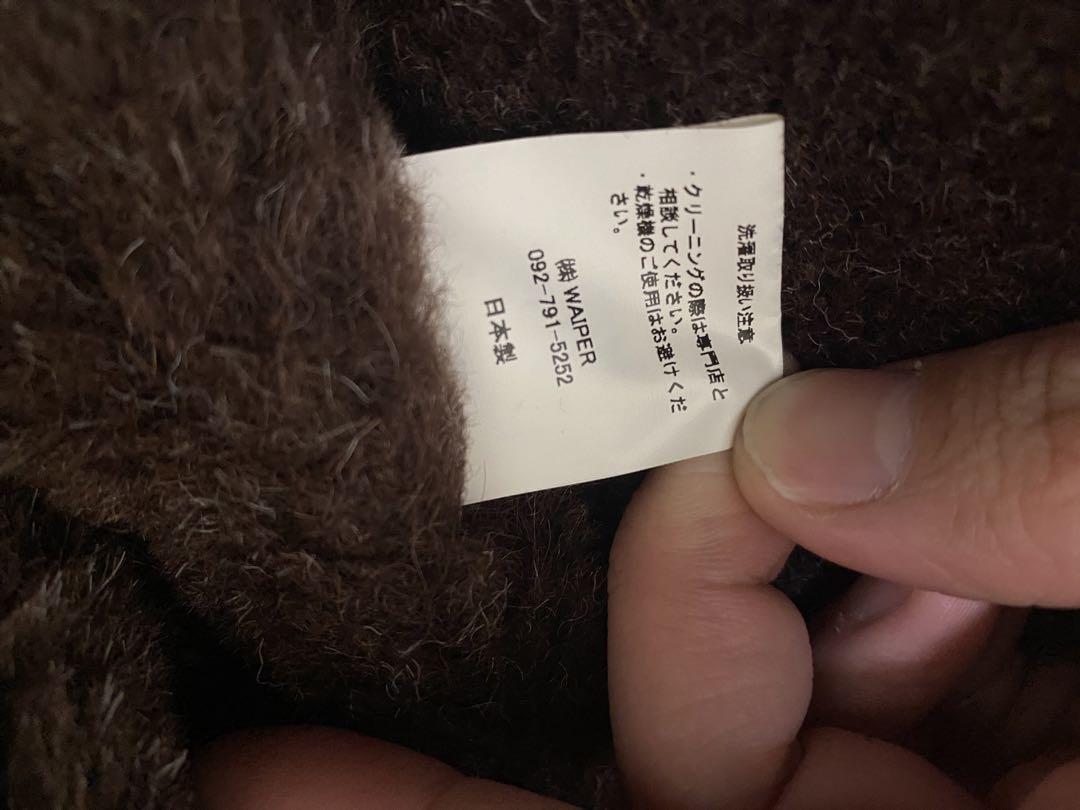 洗濯取り扱い注意
・クリーニングの際は専門店と
相談してください。
・乾燥機のご使用はお避けくだ
さい。
㈱ WAIPER
092-791-5252
日本製